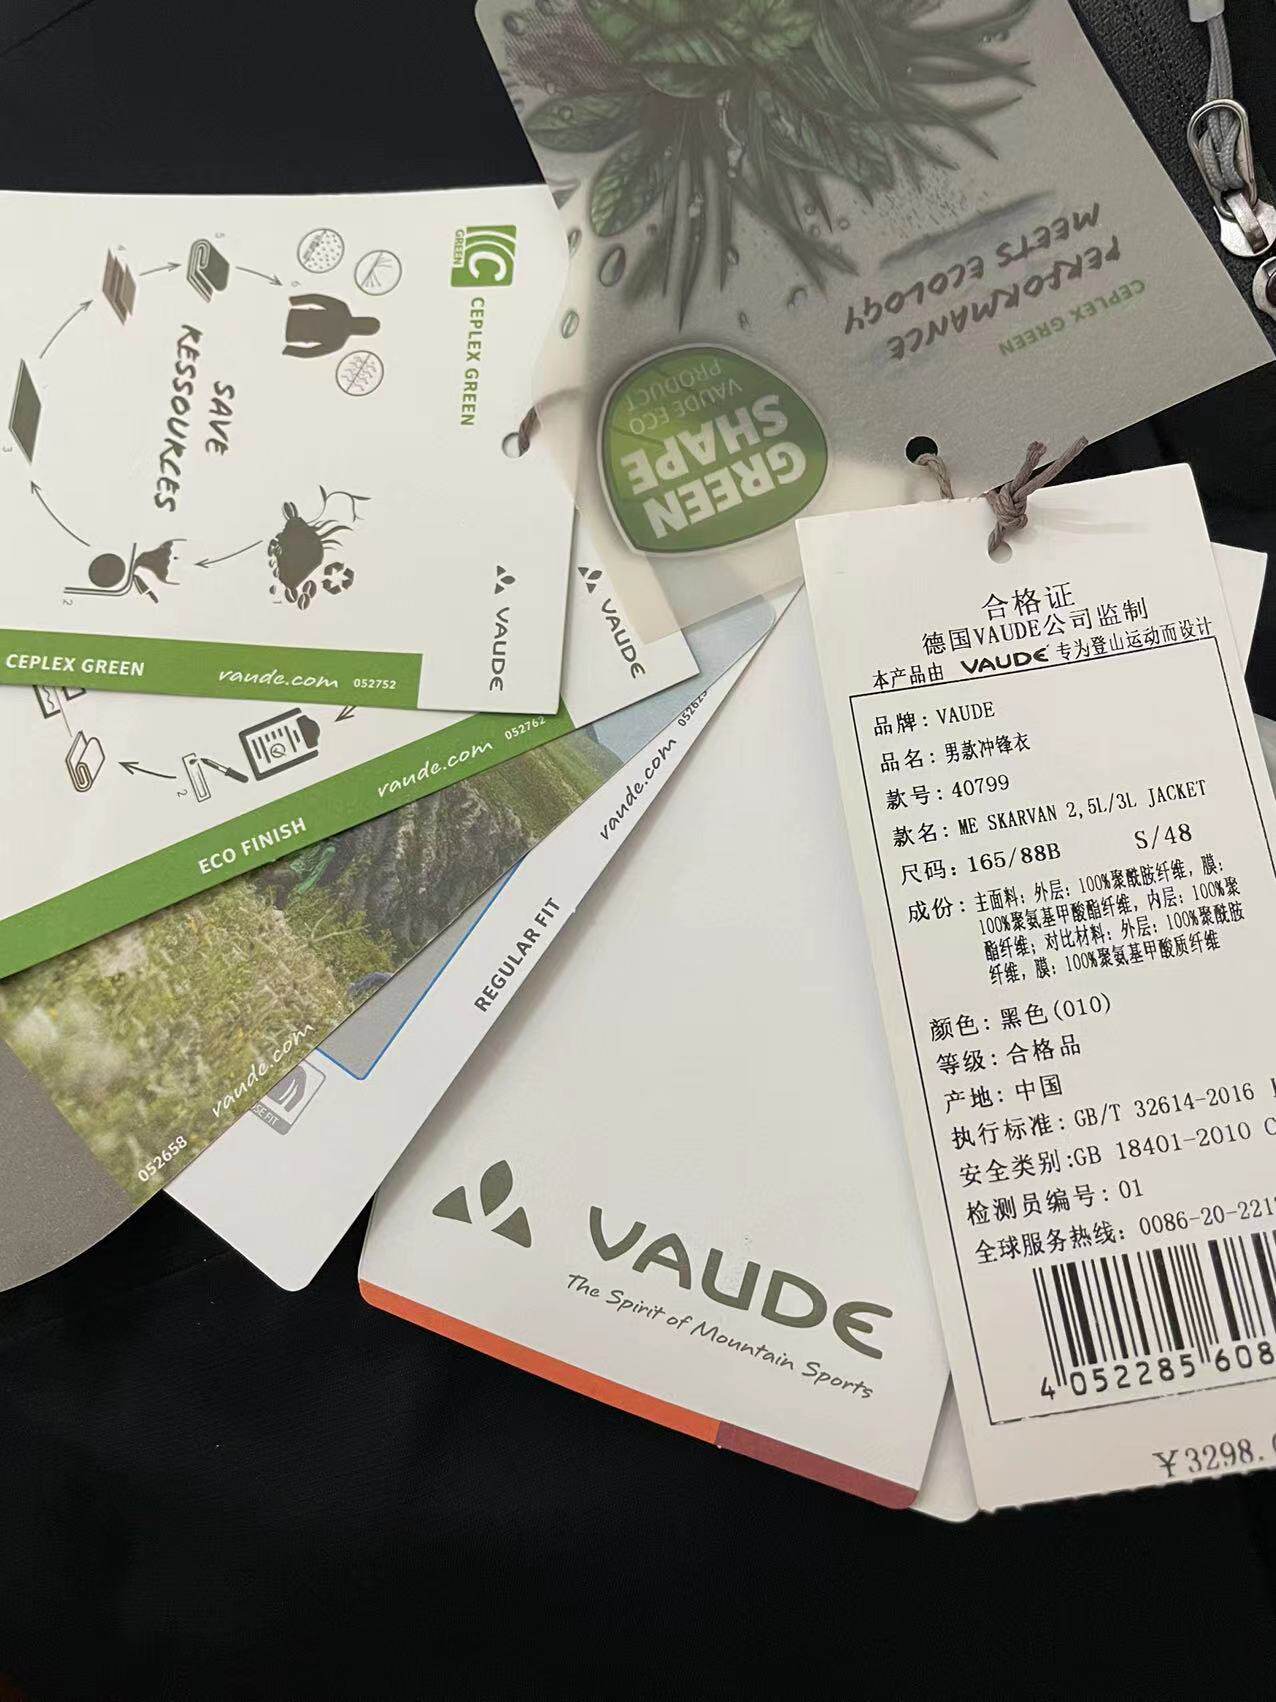 GREEN
CEPLEX GREEN
SAVE
RESSOURCES
1
2
3
4
5
6
VAUDE
CEPLEX GREEN
vaude.com
052752
VAUDE
2
ECO FINISH
vaude.com
052762
vaude.com
052658
REGULAR FIT
vaude.com
CEPLEX GREEN
PERFORMANCE
MEETS ECOLOGY
GREEN
SHAPE
VAUDE ECO
PRODUCT
VAUDE
The Spirit of Mountain Sports
合格证
德国VAUDE公司监制
本产品由 VAUDE 专为登山运动而设计
品牌: VAUDE
品名: 男款冲锋衣
款号: 40799
款名: ME SKARVAN 2,5L/3L JACKET
尺码: 165/88B S/48
成份: 主面料: 外层: 100%聚酰胺纤维, 膜:
100%聚氨基甲酸酯纤维, 内层: 100%聚
酯纤维; 对比材料: 外层: 100%聚酰胺
纤维, 膜: 100%聚氨基甲酸质纤维
颜色: 黑色(010)
等级: 合格品
产地: 中国
执行标准: GB/T 32614-2016
安全类别:GB 18401-2010 C
检测员编号: 01
全球服务热线: 0086-20-221
4 052285 608
¥3298.